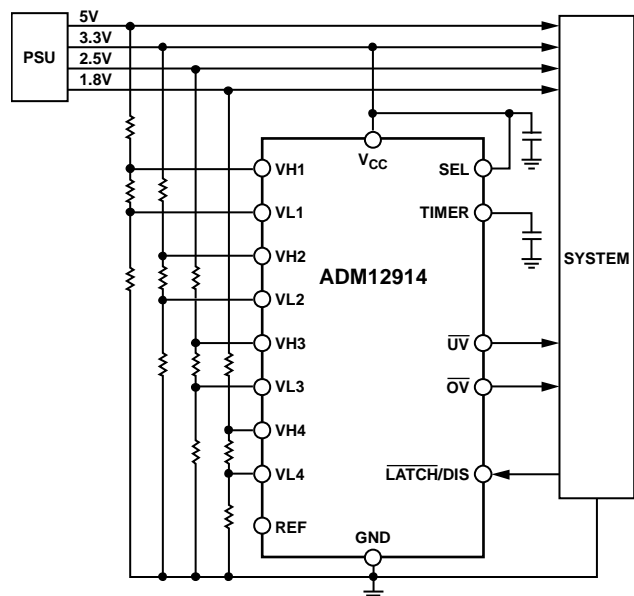 5V
3.3V
PSU
2.5V
1.8V
VCC
VH1
SEL
VL1
TIMER
VH2
ADM12914
SYSTEM
VL2
VH3
UV
VL3
OV
VH4
VL4
LATCH/DIS
REF
GND